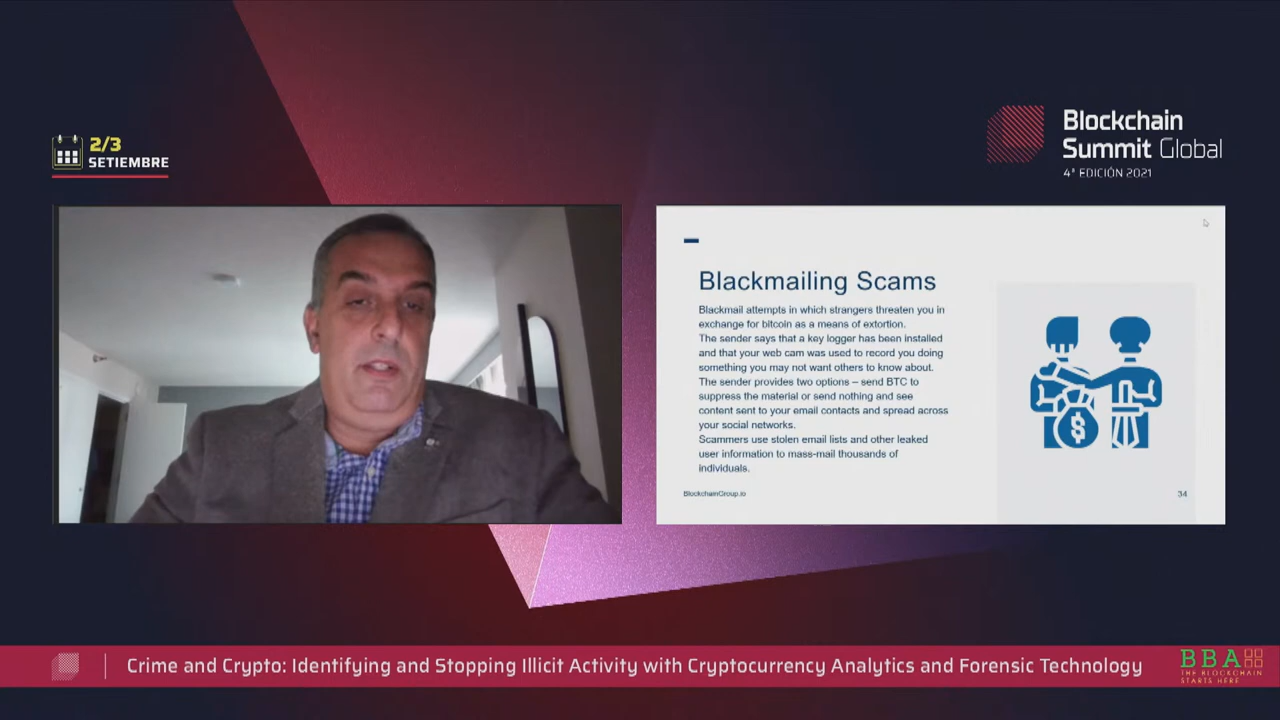 2/3
SETIEMBRE
Blockchain
Summit Global
4ª EDICIÓN 2021
Blackmailing Scams
Blackmail attempts in which strangers threaten you in
exchange for bitcoin as a means of extortion.
The sender says that a key logger has been installed
and that your web cam was used to record you doing
something you may not want others to know about.
The sender provides two options – send BTC to
suppress the material or send nothing and see
content sent to your email contacts and spread across
your social networks.
Scammers use stolen email lists and other leaked
user information to mass-mail thousands of
individuals.
BlockchainGroup.io
34
Crime and Crypto: Identifying and Stopping Illicit Activity with Cryptocurrency Analytics and Forensic Technology
BBA
THE BLOCKCHAIN
STARTS HERE